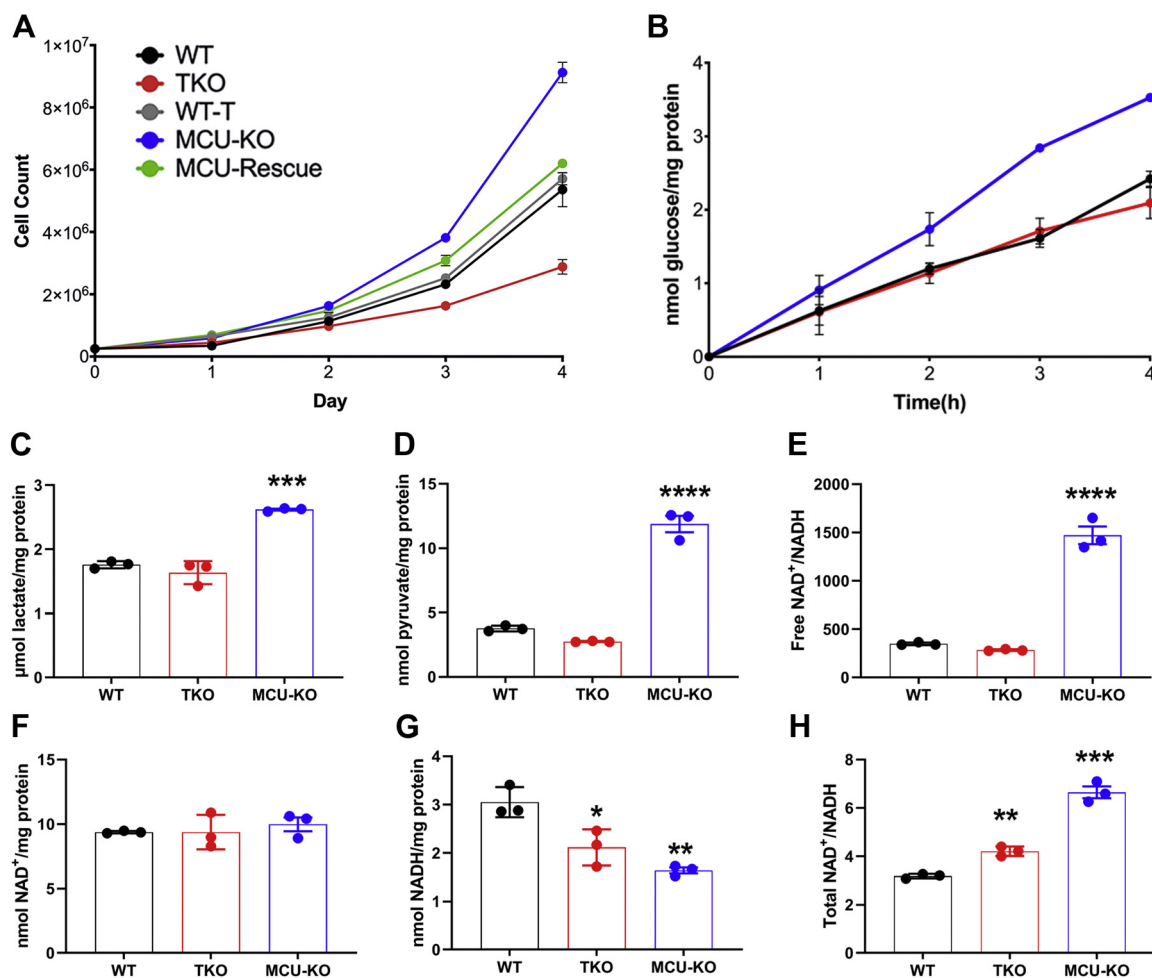 A
WT
TKO
WT-T
MCU-KO
MCU-Rescue
Cell Count
1×10⁷
8×10⁶
6×10⁶
4×10⁶
2×10⁶
0
0 1 2 3 4
Day
B
nmol glucose/mg protein
4
3
2
1
0
0 1 2 3 4
Time(h)
C
***
µmol lactate/mg protein
3
2
1
0
WT TKO MCU-KO
D
****
nmol pyruvate/mg protein
15
10
5
0
WT TKO MCU-KO
E
****
Free NAD⁺/NADH
2000
1500
1000
500
0
WT TKO MCU-KO
F
nmol NAD⁺/mg protein
15
10
5
0
WT TKO MCU-KO
G
* **
nmol NADH/mg protein
4
3
2
1
0
WT TKO MCU-KO
H
** ***
Total NAD⁺/NADH
8
6
4
2
0
WT TKO MCU-KO